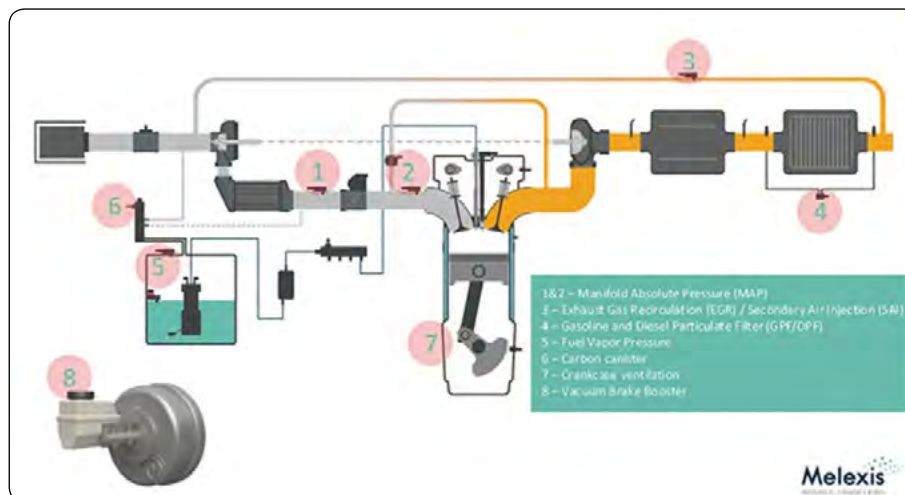 3
1
2
6
4
5
7
8
1&2 – Manifold Absolute Pressure (MAP)
3 – Exhaust Gas Recirculation (EGR) / Secondary Air Injection (SAI)
4 – Gasoline and Diesel Particulate Filter (GPF/DPF)
5 – Fuel Vapor Pressure
6 – Carbon canister
7 – Crankcase ventilation
8 – Vacuum Brake Booster
Melexis